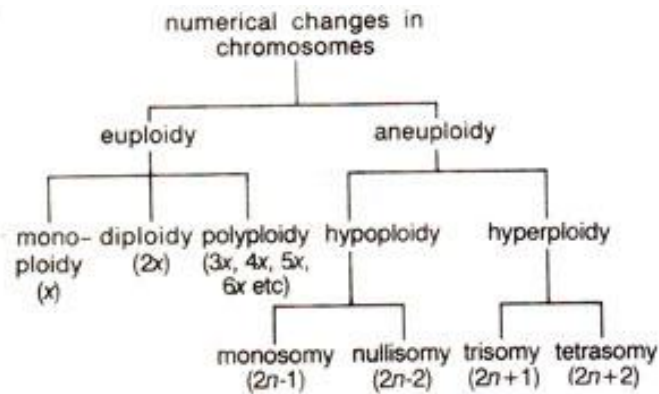 numerical changes in
chromosomes
euploidy
aneuploidy
mono-
ploidy
(x)
diploidy
(2x)
polyploidy
(3x, 4x, 5x,
6x etc)
hypoploidy
hyperploidy
monosomy
(2n-1)
nullisomy
(2n-2)
trisomy
(2n+1)
tetrasomy
(2n+2)